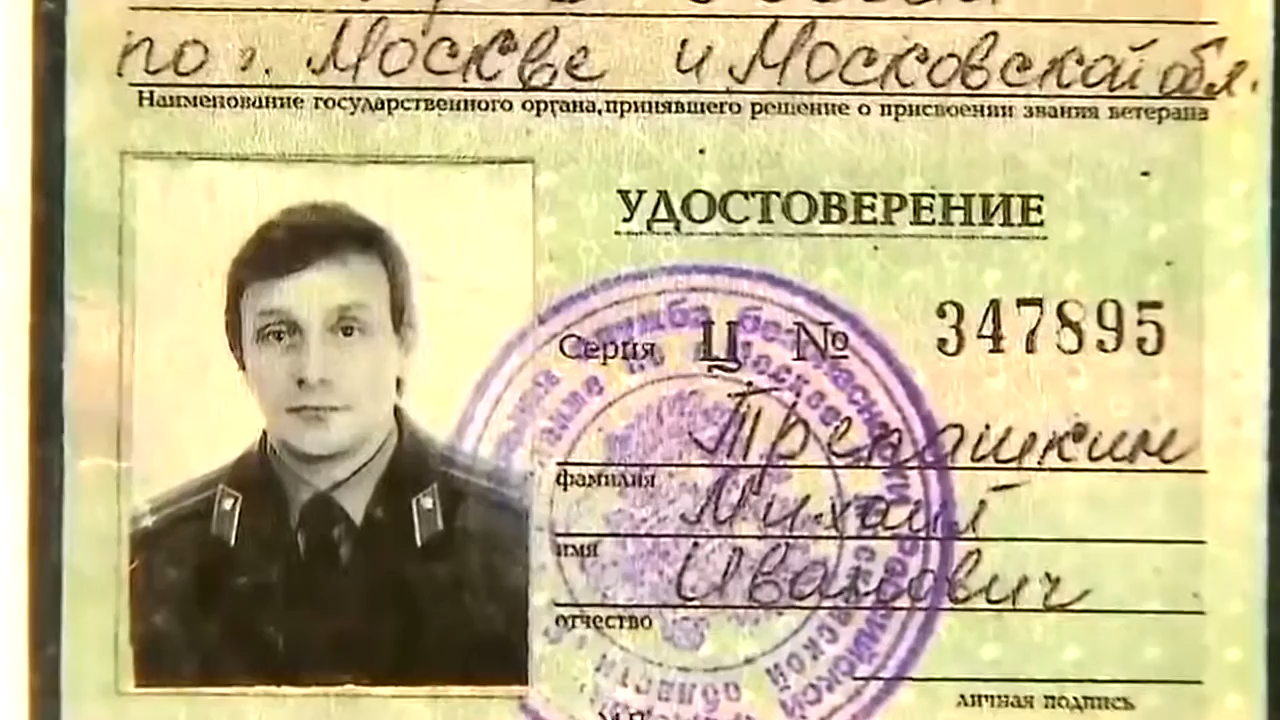 по г. Москве и Московской обл.
Наименование государственного органа, принявшего решение о присвоении звания ветерана
УДОСТОВЕРЕНИЕ
Серия Ц № 347895
Трепашкин
фамилия
Михаил
имя
Иванович
отчество
личная подпись